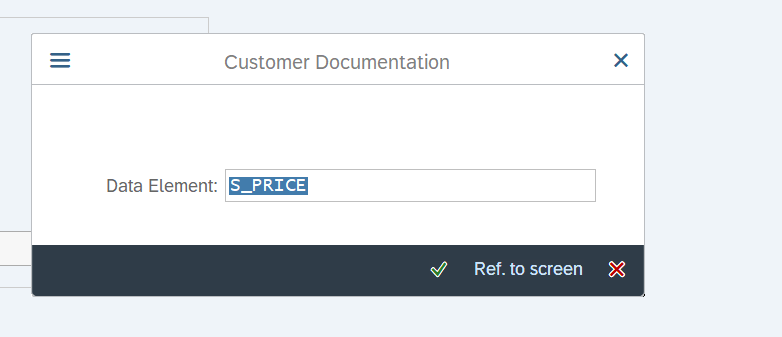 Customer Documentation
Data Element: S_PRICE
Ref. to screen